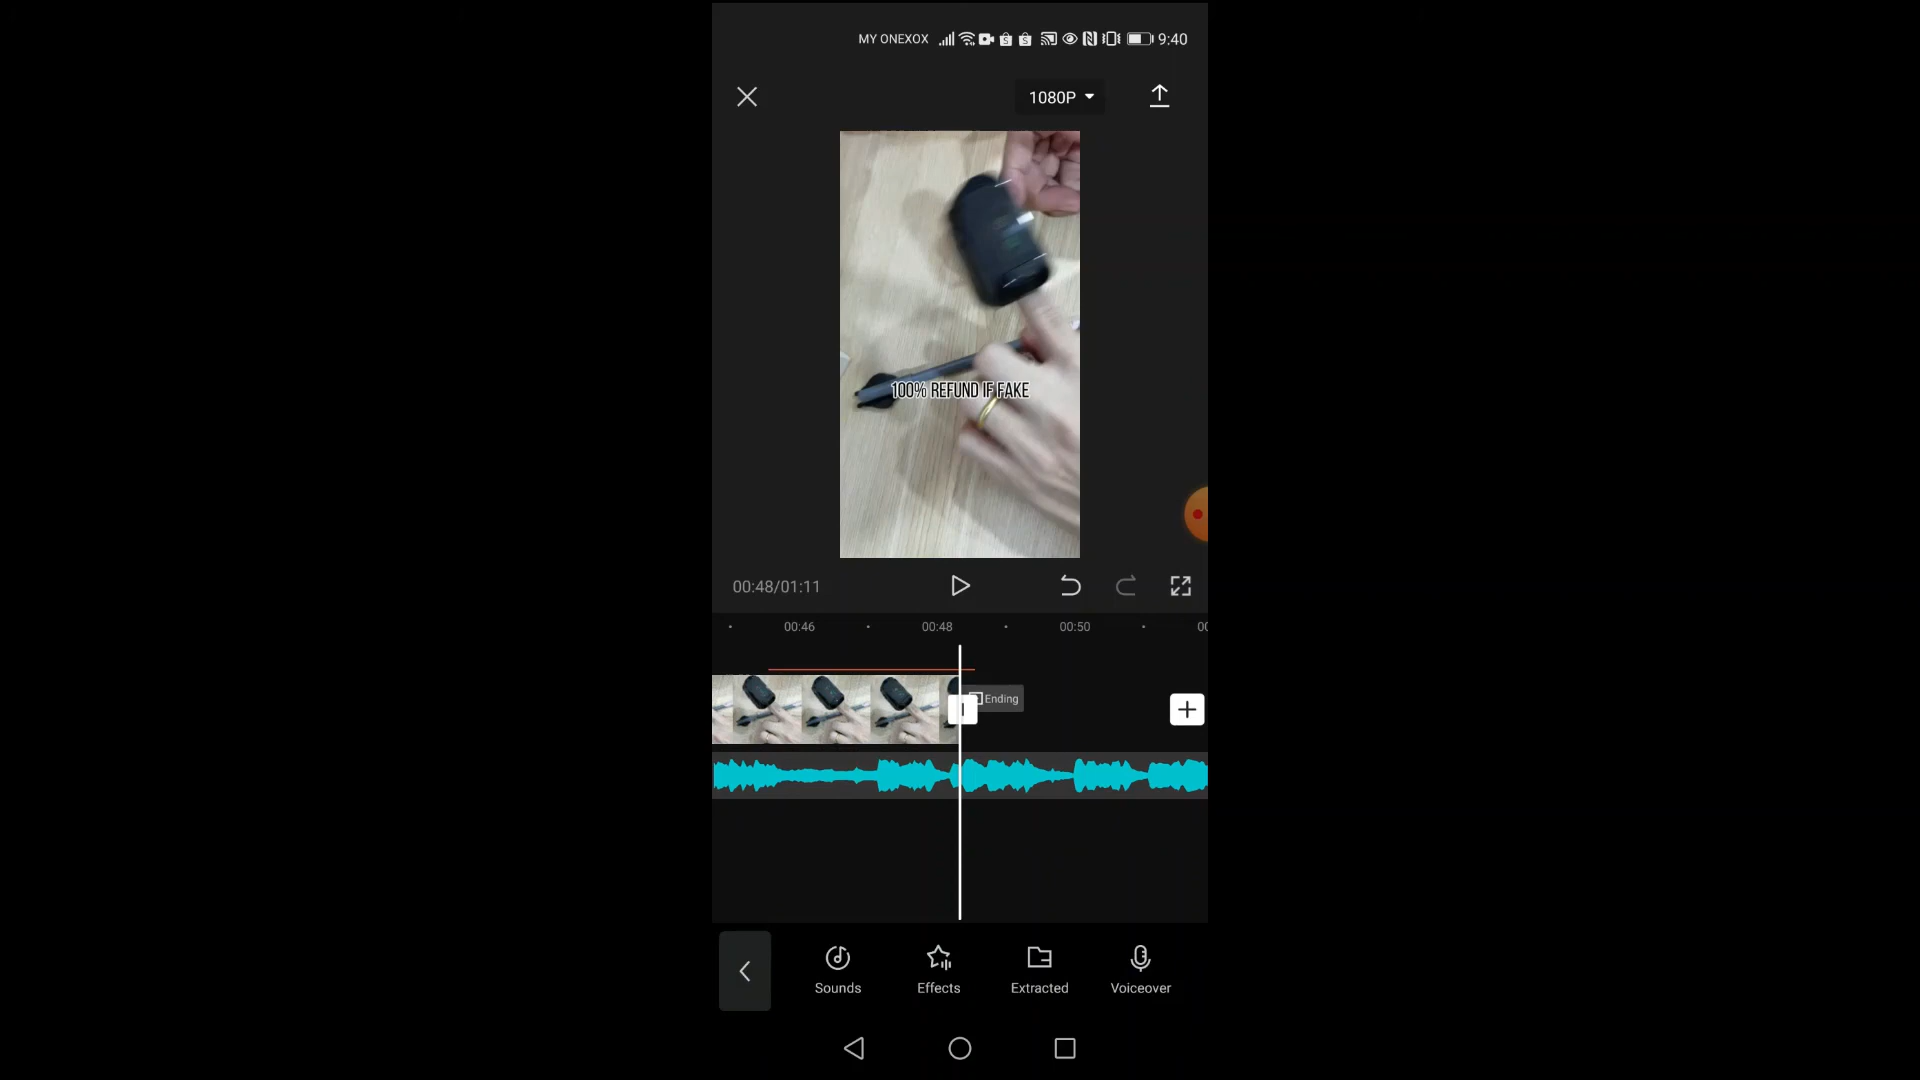 MY ONEXOX 9:40
1080P
100% REFUND IF FAKE
00:48/01:11
00:46 00:48 00:50
Ending
Sounds Effects Extracted Voiceover